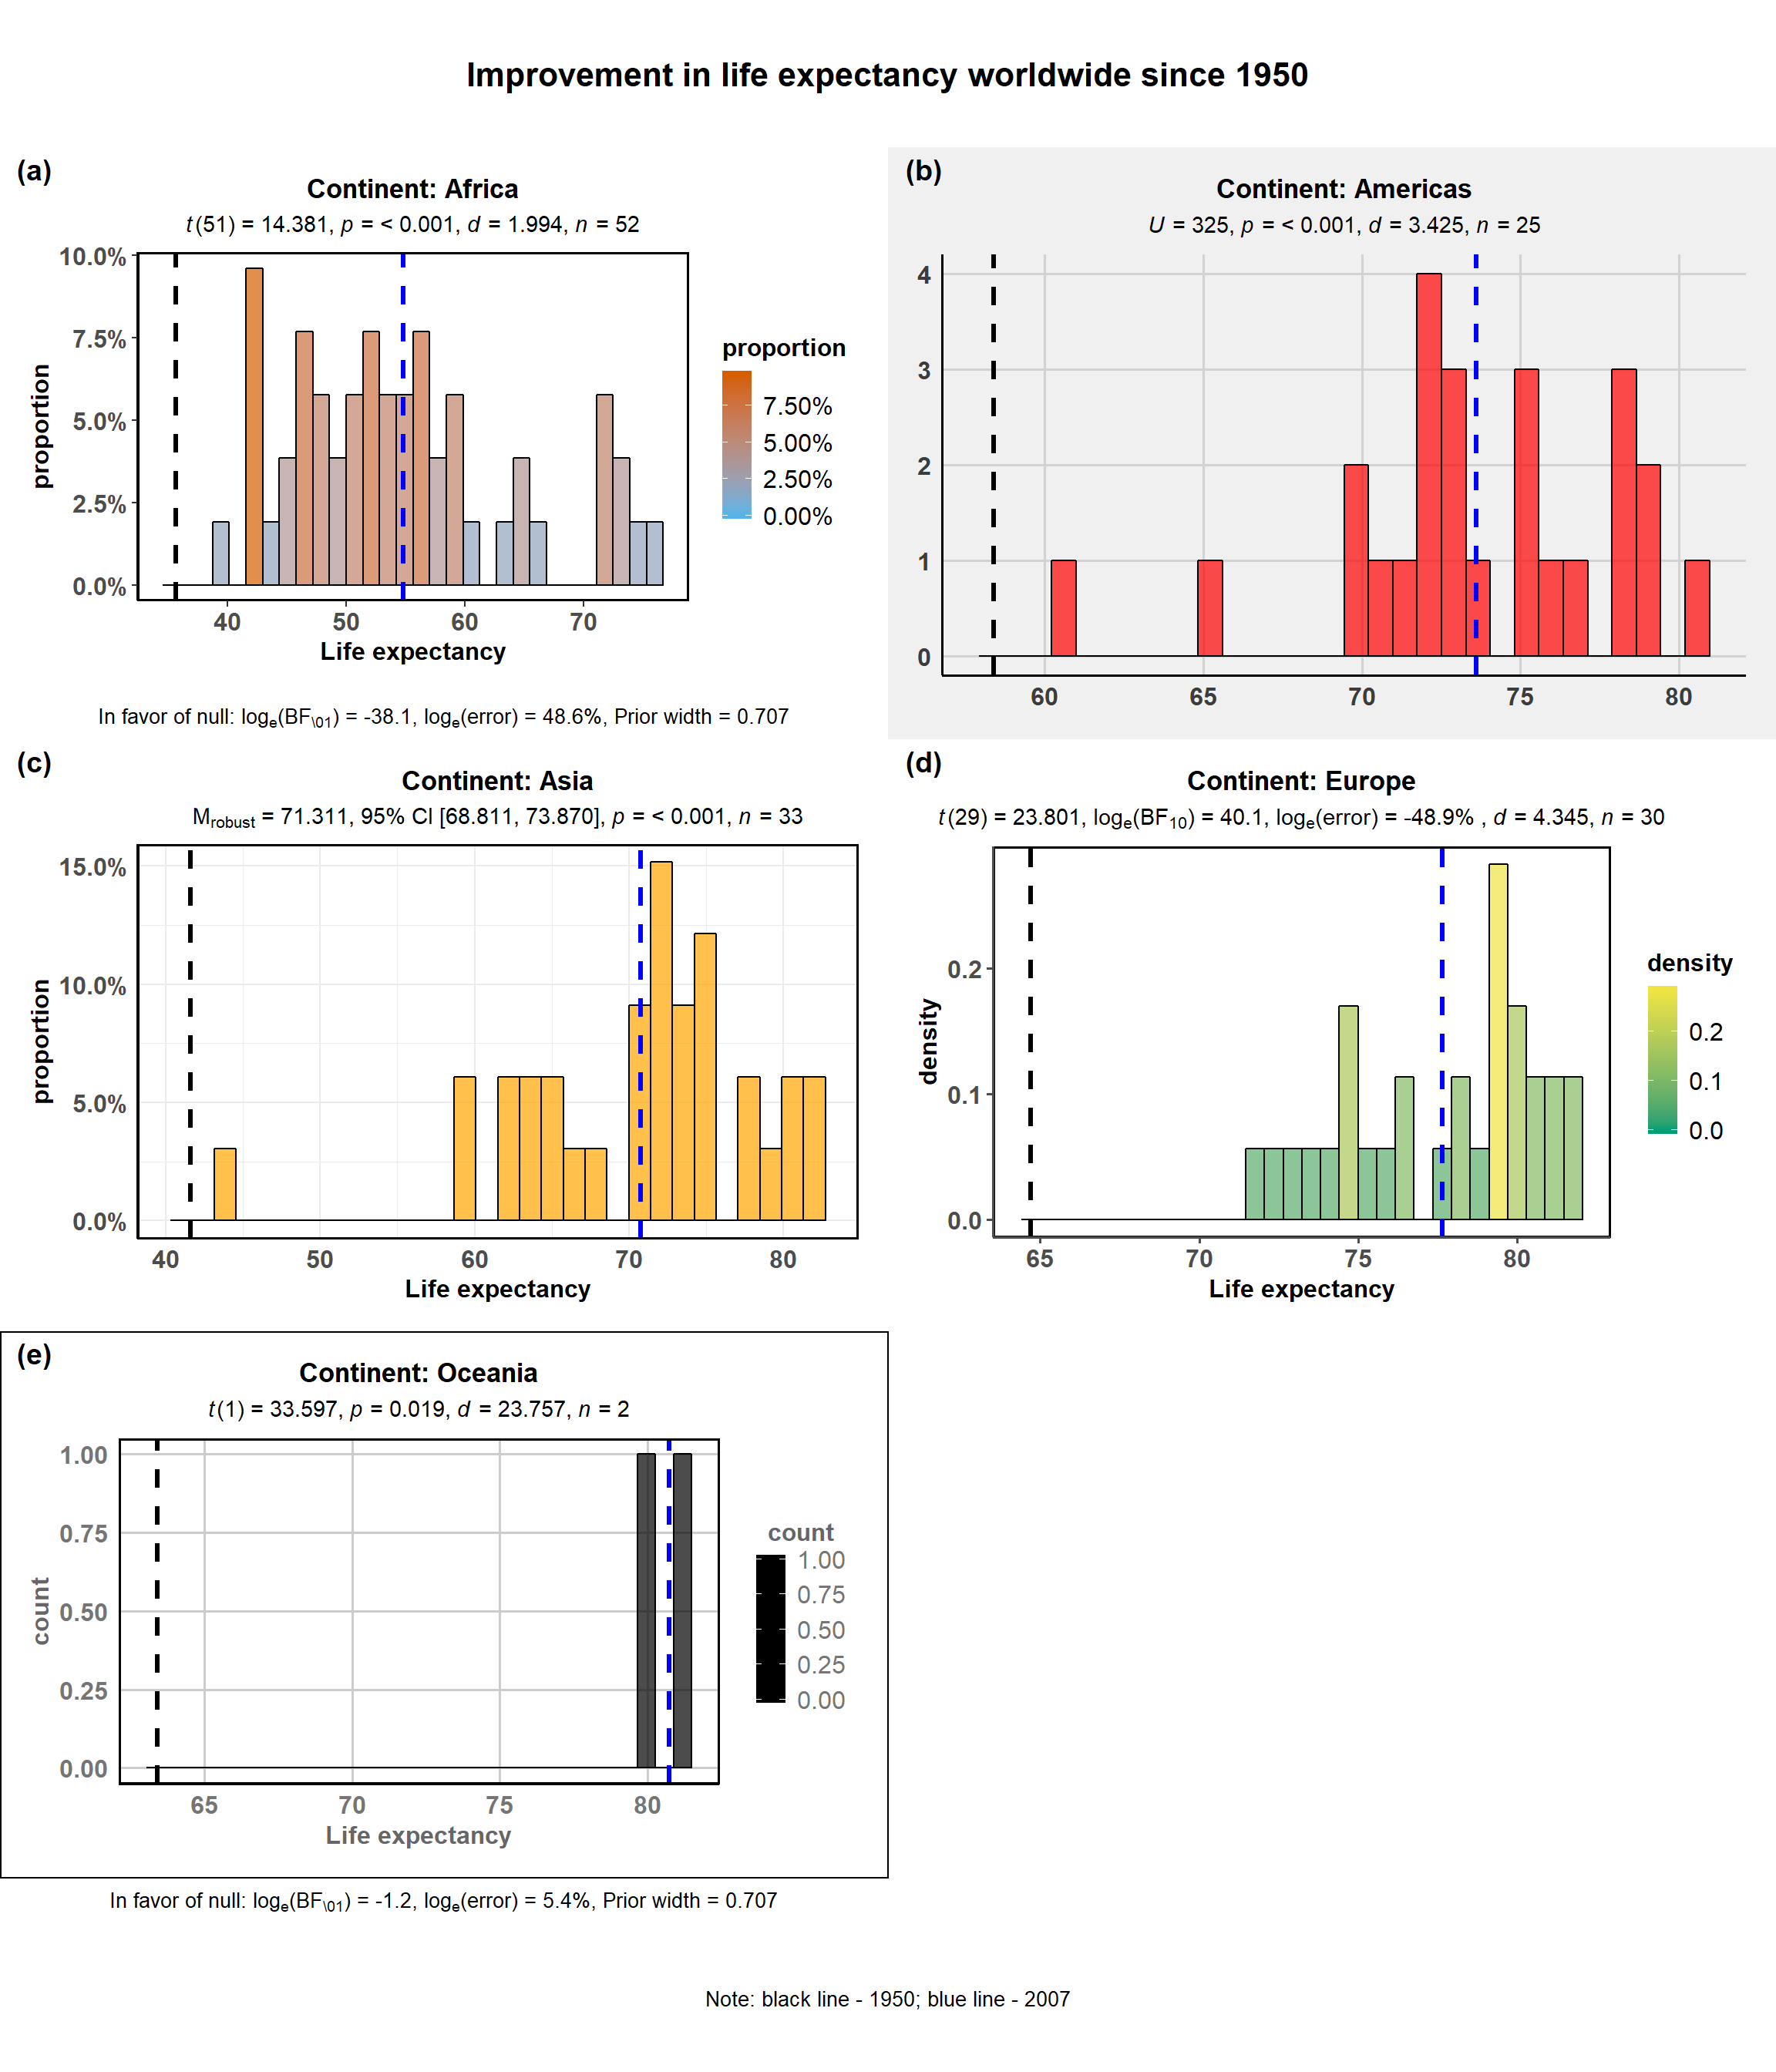 Improvement in life expectancy worldwide since 1950
(a)
Continent: Africa
t(51) = 14.381, p = < 0.001, d = 1.994, n = 52
10.0%
7.5%
5.0%
2.5%
0.0%
proportion
40 50 60 70
Life expectancy
proportion
7.50%
5.00%
2.50%
0.00%
In favor of null: logₑ(BF\01) = -38.1, logₑ(error) = 48.6%, Prior width = 0.707
(b)
Continent: Americas
U = 325, p = < 0.001, d = 3.425, n = 25
4
3
2
1
0
60 65 70 75 80
(c)
Continent: Asia
Mrobust = 71.311, 95% CI [68.811, 73.870], p = < 0.001, n = 33
15.0%
10.0%
5.0%
0.0%
proportion
40 50 60 70 80
Life expectancy
(d)
Continent: Europe
t(29) = 23.801, logₑ(BF10) = 40.1, logₑ(error) = -48.9% , d = 4.345, n = 30
0.2
0.1
0.0
density
65 70 75 80
Life expectancy
density
0.2
0.1
0.0
(e)
Continent: Oceania
t(1) = 33.597, p = 0.019, d = 23.757, n = 2
1.00
0.75
0.50
0.25
0.00
count
65 70 75 80
Life expectancy
count
1.00
0.75
0.50
0.25
0.00
In favor of null: logₑ(BF\01) = -1.2, logₑ(error) = 5.4%, Prior width = 0.707
Note: black line - 1950; blue line - 2007